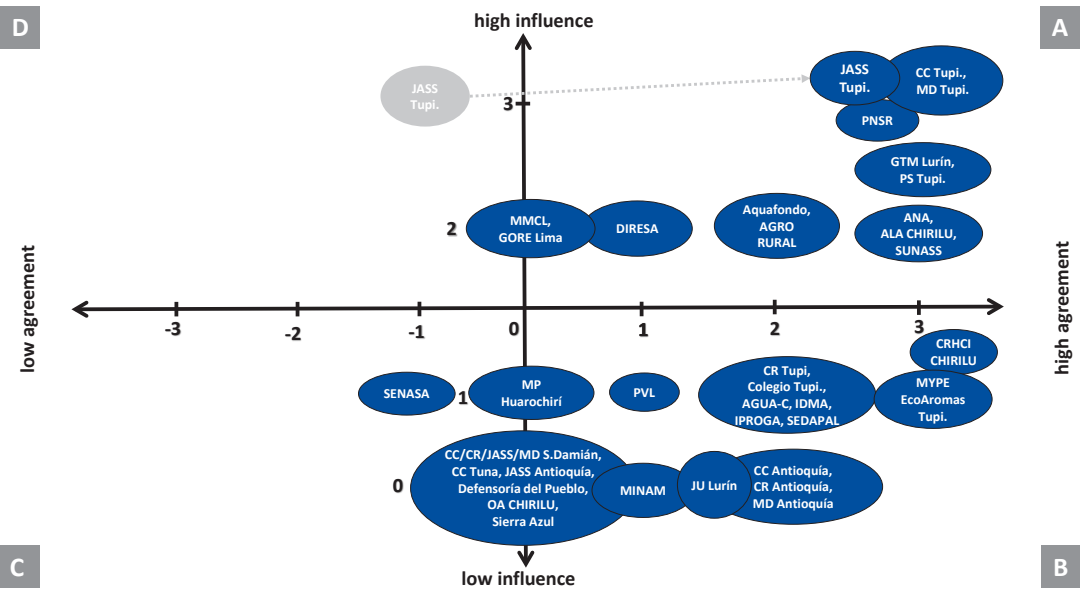 D
high influence
A
JASS
Tupi.
JASS
Tupi.
CC Tupi.,
MD Tupi.
3
PNSR
GTM Lurín,
PS Tupi.
2
MMCL,
GORE Lima
DIRESA
Aquafondo,
AGRO
RURAL
ANA,
ALA CHIRILU,
SUNASS
low agreement
high agreement
-3
-2
-1
0
1
2
3
CRHCI
CHIRILU
SENASA
1
MP
Huarochirí
PVL
CR Tupi,
Colegio Tupi.,
AGUA-C, IDMA,
IPROGA, SEDAPAL
MYPE
EcoAromas
Tupi.
0
CC/CR/JASS/MD S.Damián,
CC Tuna, JASS Antioquía,
Defensoría del Pueblo,
OA CHIRILU,
Sierra Azul
MINAM
JU Lurín
CC Antioquía,
CR Antioquía,
MD Antioquía
C
low influence
B